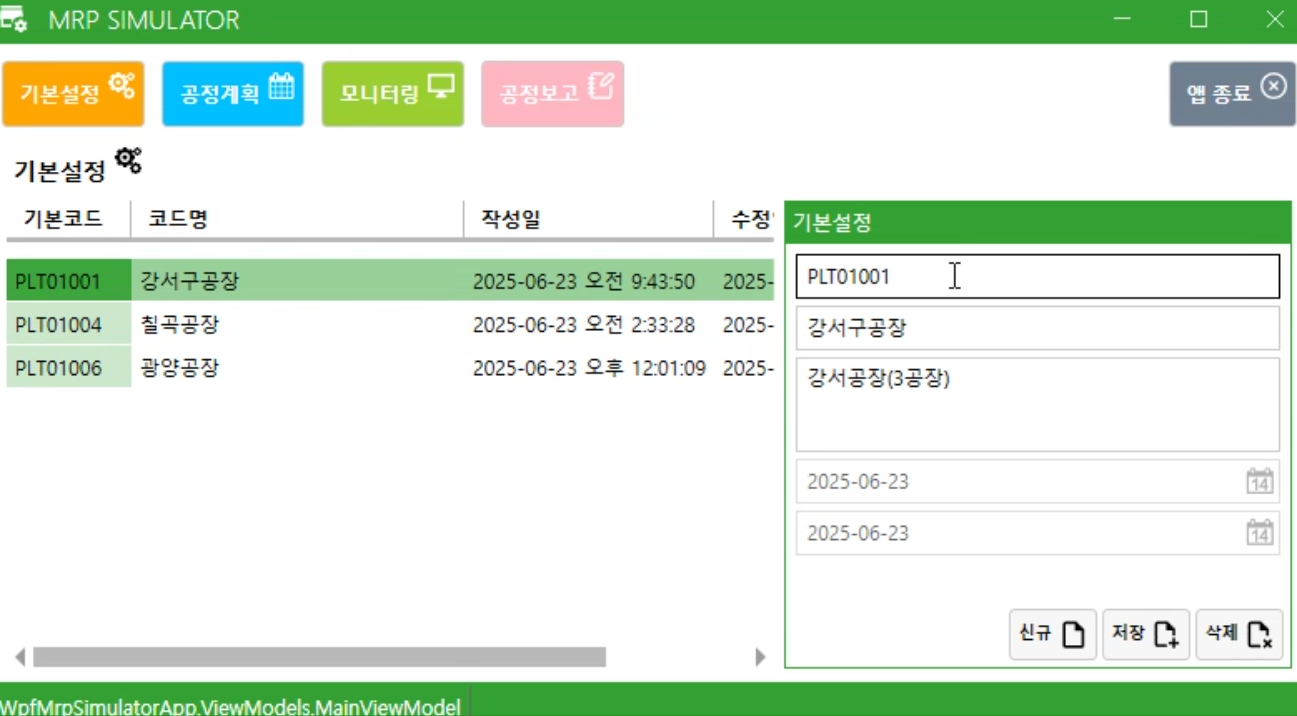 MRP SIMULATOR
기본설정 공정계획 모니터링 공정보고 앱 종료
기본설정
기본코드 코드명 작성일 수정
PLT01001 강서구공장 2025-06-23 오전 9:43:50 2025-
PLT01004 칠곡공장 2025-06-23 오전 2:33:28 2025-
PLT01006 광양공장 2025-06-23 오후 12:01:09 2025-
기본설정
PLT01001
강서구공장
강서공장(3공장)
2025-06-23 14
2025-06-23 14
신규 저장 삭제
WpfMrpSimulatorApp.ViewModels.MainViewModel